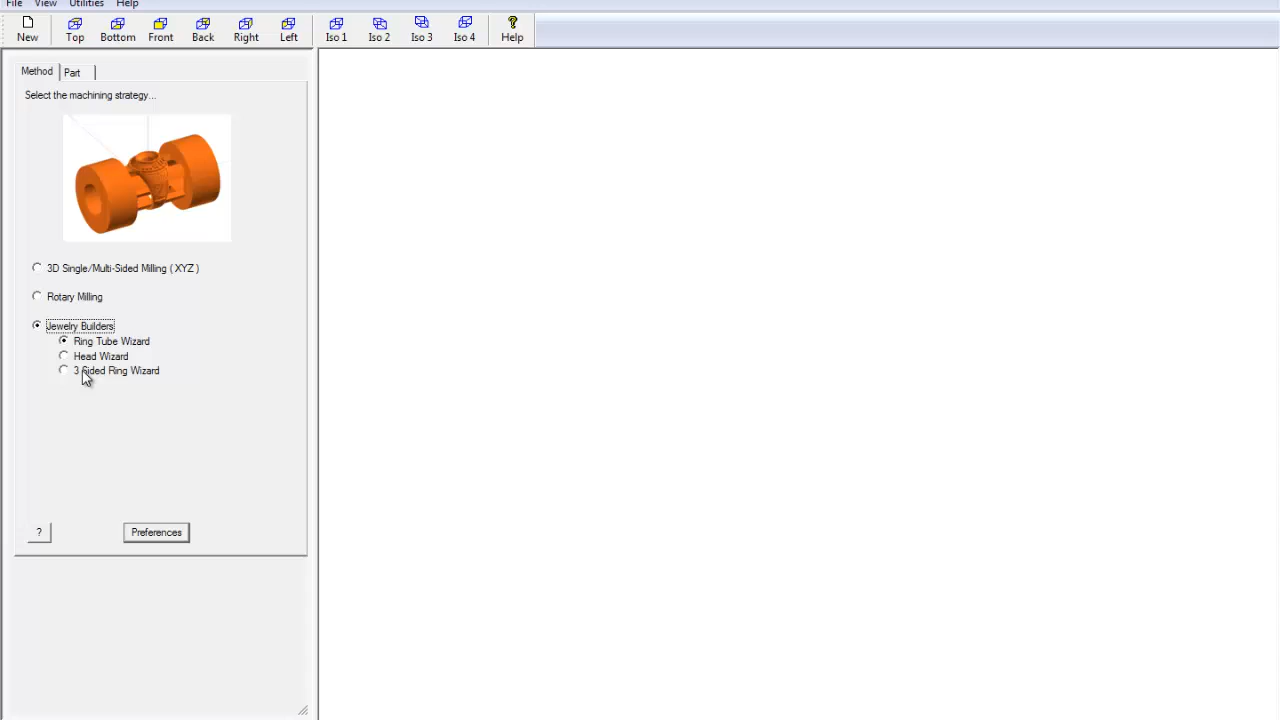 File View Utilities Help
New Top Bottom Front Back Right Left Iso 1 Iso 2 Iso 3 Iso 4 Help
Method Part
Select the machining strategy...
3D Single/Multi-Sided Milling ( XYZ )
Rotary Milling
Jewelry Builders
Ring Tube Wizard
Head Wizard
3 Sided Ring Wizard
? Preferences